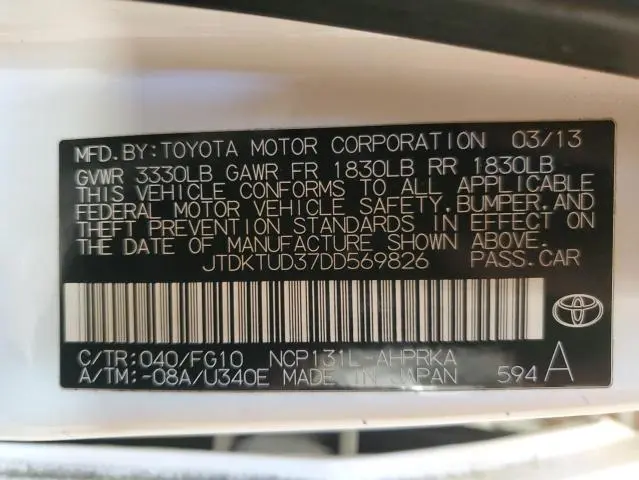 MFD. BY: TOYOTA MOTOR CORPORATION 03/13
GVWR 3330LB GAWR FR 1830LB RR 1830LB
THIS VEHICLE CONFORMS TO ALL APPLICABLE
FEDERAL MOTOR VEHICLE SAFETY, BUMPER, AND
THEFT PREVENTION STANDARDS IN EFFECT ON
THE DATE OF MANUFACTURE SHOWN ABOVE.
JTDKTUD37DD569826 PASS. CAR
C/TR: 040/FG10 NCP131L-AHPRKA
A/TM: -08A/U340E MADE IN JAPAN 594 A